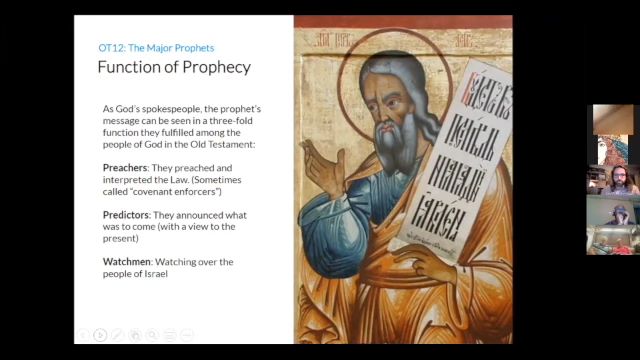 OT12: The Major Prophets
Function of Prophecy
As God's spokespeople, the prophet's
message can be seen in a three-fold
function they fulfilled among the
people of God in the Old Testament:
Preachers: They preached and
interpreted the Law. (Sometimes
called "covenant enforcers")
Predictors: They announced what
was to come (with a view to the
present)
Watchmen: Watching over the
people of Israel